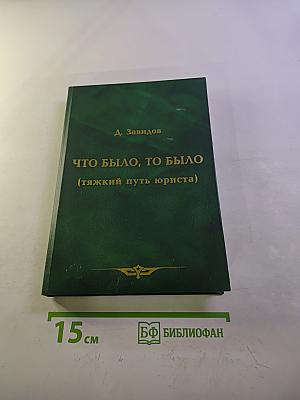 Д. Завидов
ЧТО БЫЛО, ТО БЫЛО
(тяжкий путь юриста)
15 см
БФ БИБЛИОФАН